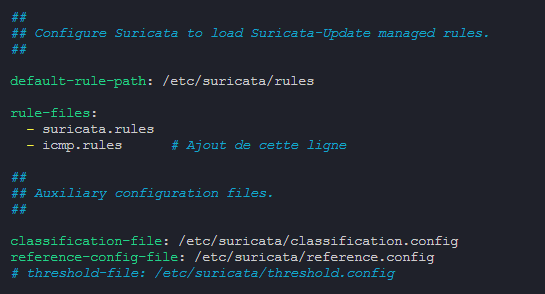 ##
## Configure Suricata to load Suricata-Update managed rules.
##
default-rule-path: /etc/suricata/rules
rule-files:
  - suricata.rules
  - icmp.rules      # Ajout de cette ligne
##
## Auxiliary configuration files.
##
classification-file: /etc/suricata/classification.config
reference-config-file: /etc/suricata/reference.config
# threshold-file: /etc/suricata/threshold.config